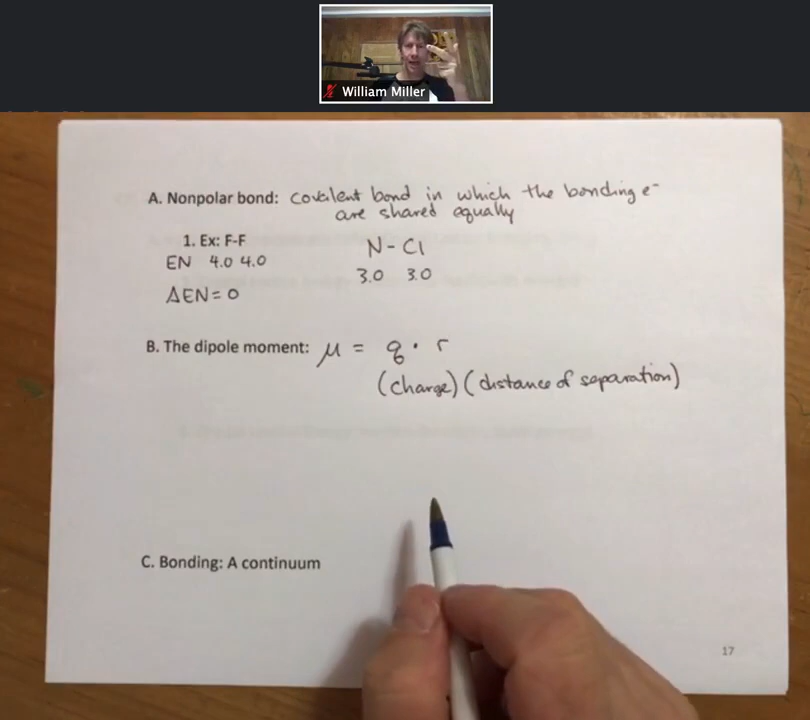 William Miller
A. Nonpolar bond: covalent bond in which the bonding e⁻
are shared equally
1. Ex: F-F
N - Cl
EN 4.0 4.0
3.0 3.0
ΔEN = 0
B. The dipole moment: μ = q · r
(charge) (distance of separation)
C. Bonding: A continuum
17